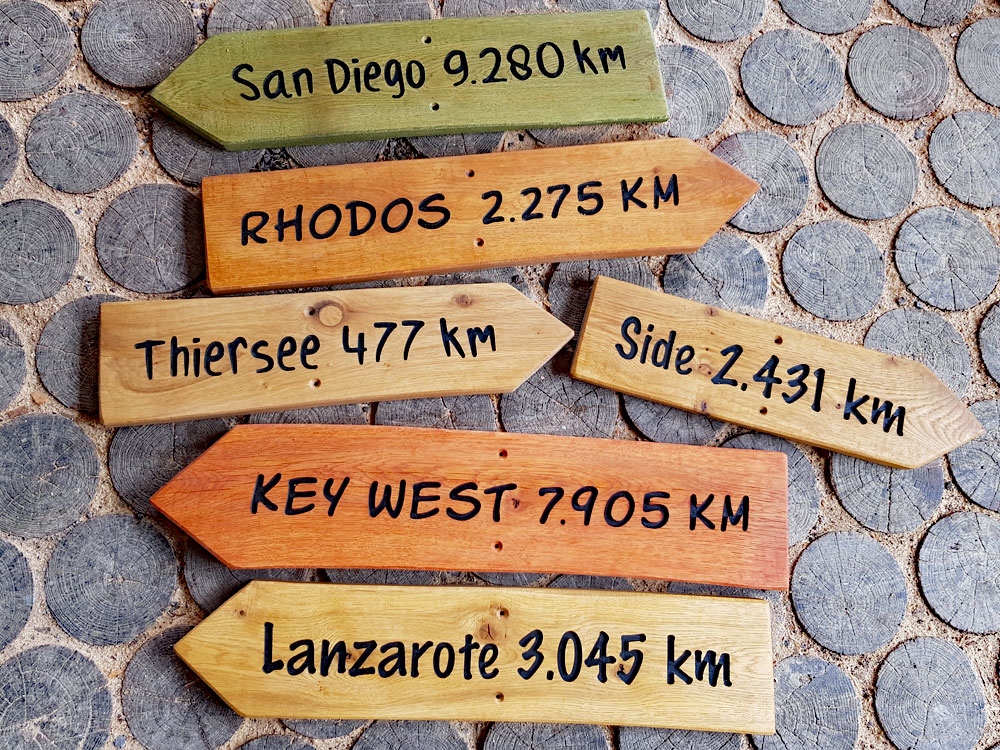 San Diego 9.280 km
RHODOS 2.275 KM
Thiersee 477 km
Side 2.431 km
KEY WEST 7.905 KM
Lanzarote 3.045 km